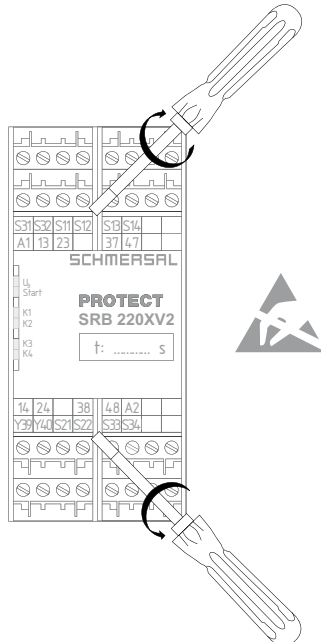 S31 S32 S11 S12 S13 S14
A1 13 23 37 47
SCHMERSAL
UB
Start
K1
K2
K3
K4
PROTECT
SRB 220XV2
t: ............ s
14 24 38 48 A2
Y39 Y40 S21 S22 S33 S34